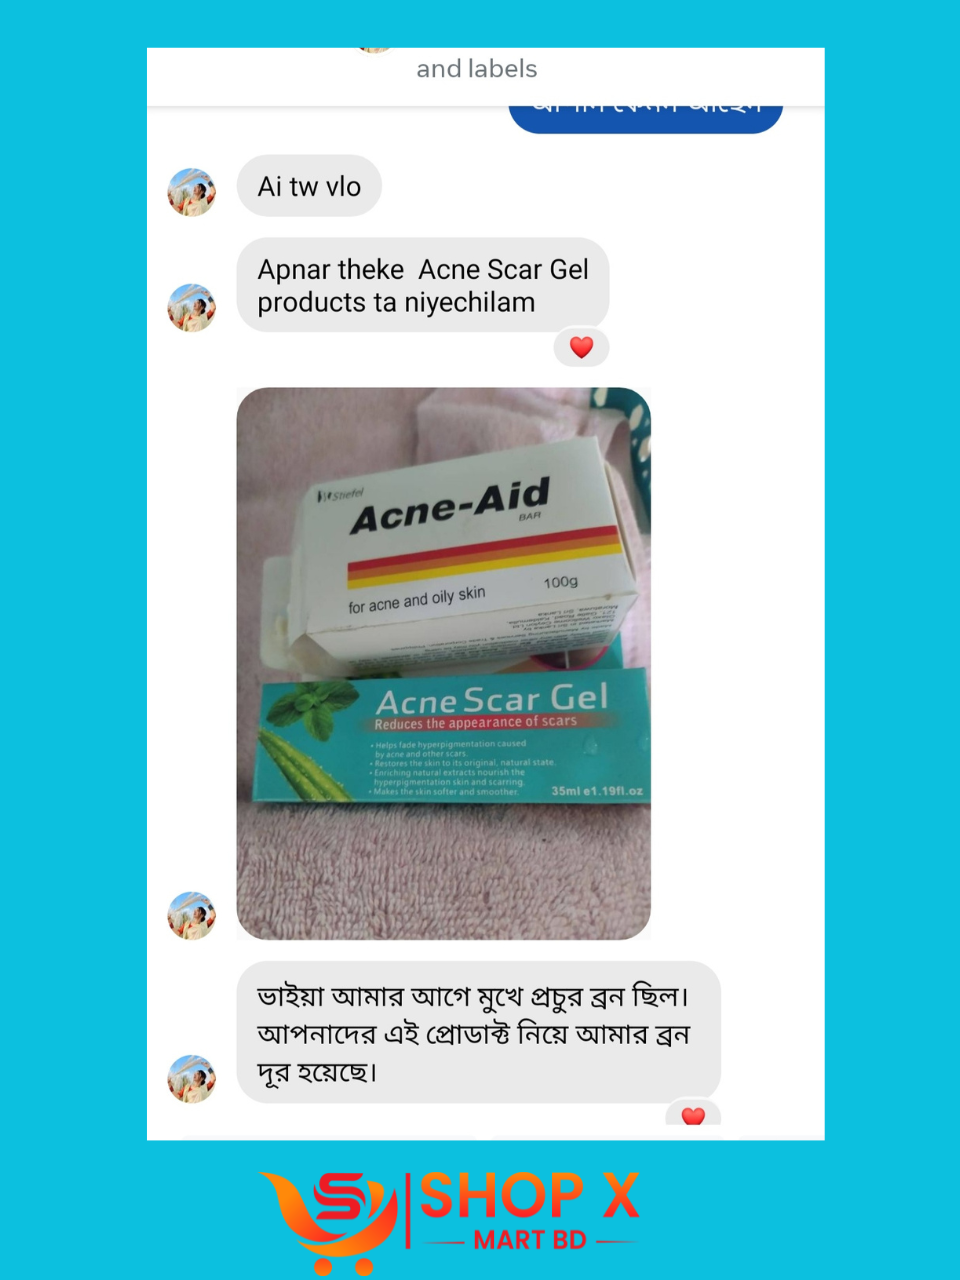 and labels
Ai tw vlo
Apnar theke Acne Scar Gel
products ta niyechilam
Stiefel
Acne-Aid
BAR
for acne and oily skin
100g
Acne Scar Gel
Reduces the appearance of scars
• Helps fade hyperpigmentation caused
by acne and other scars.
• Restores the skin to its original, natural state.
• Enriching natural extracts nourish the
hyperpigmentation skin and scarring.
• Makes the skin softer and smoother.
35ml e1.19fl.oz
ভাইয়া আমার আগে মুখে প্রচুর ব্রন ছিল।
আপনাদের এই প্রোডাক্ট নিয়ে আমার ব্রন
দূর হয়েছে।
SHOP X
MART BD